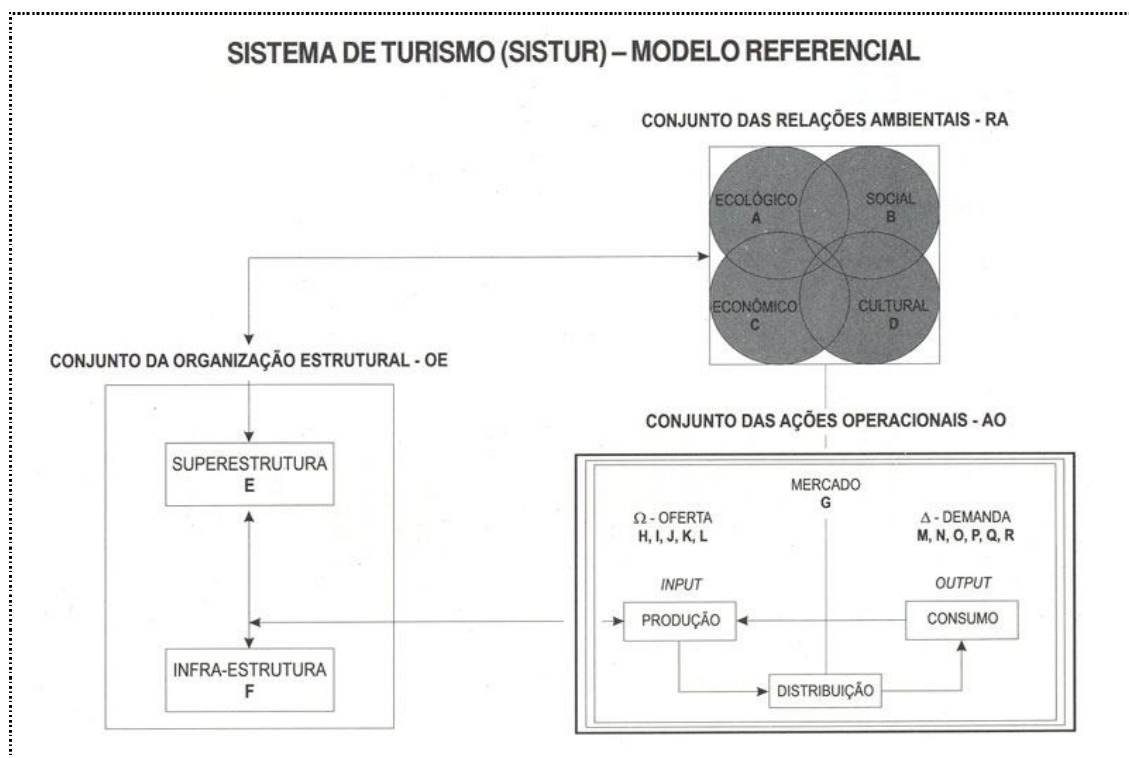 SISTEMA DE TURISMO (SISTUR) – MODELO REFERENCIAL
CONJUNTO DAS RELAÇÕES AMBIENTAIS - RA
ECOLÓGICO
A
SOCIAL
B
ECONÔMICO
C
CULTURAL
D
CONJUNTO DA ORGANIZAÇÃO ESTRUTURAL - OE
SUPERESTRUTURA
E
INFRA-ESTRUTURA
F
CONJUNTO DAS AÇÕES OPERACIONAIS - AO
MERCADO
G
Ω - OFERTA
H, I, J, K, L
Δ - DEMANDA
M, N, O, P, Q, R
INPUT
OUTPUT
PRODUÇÃO
CONSUMO
DISTRIBUIÇÃO